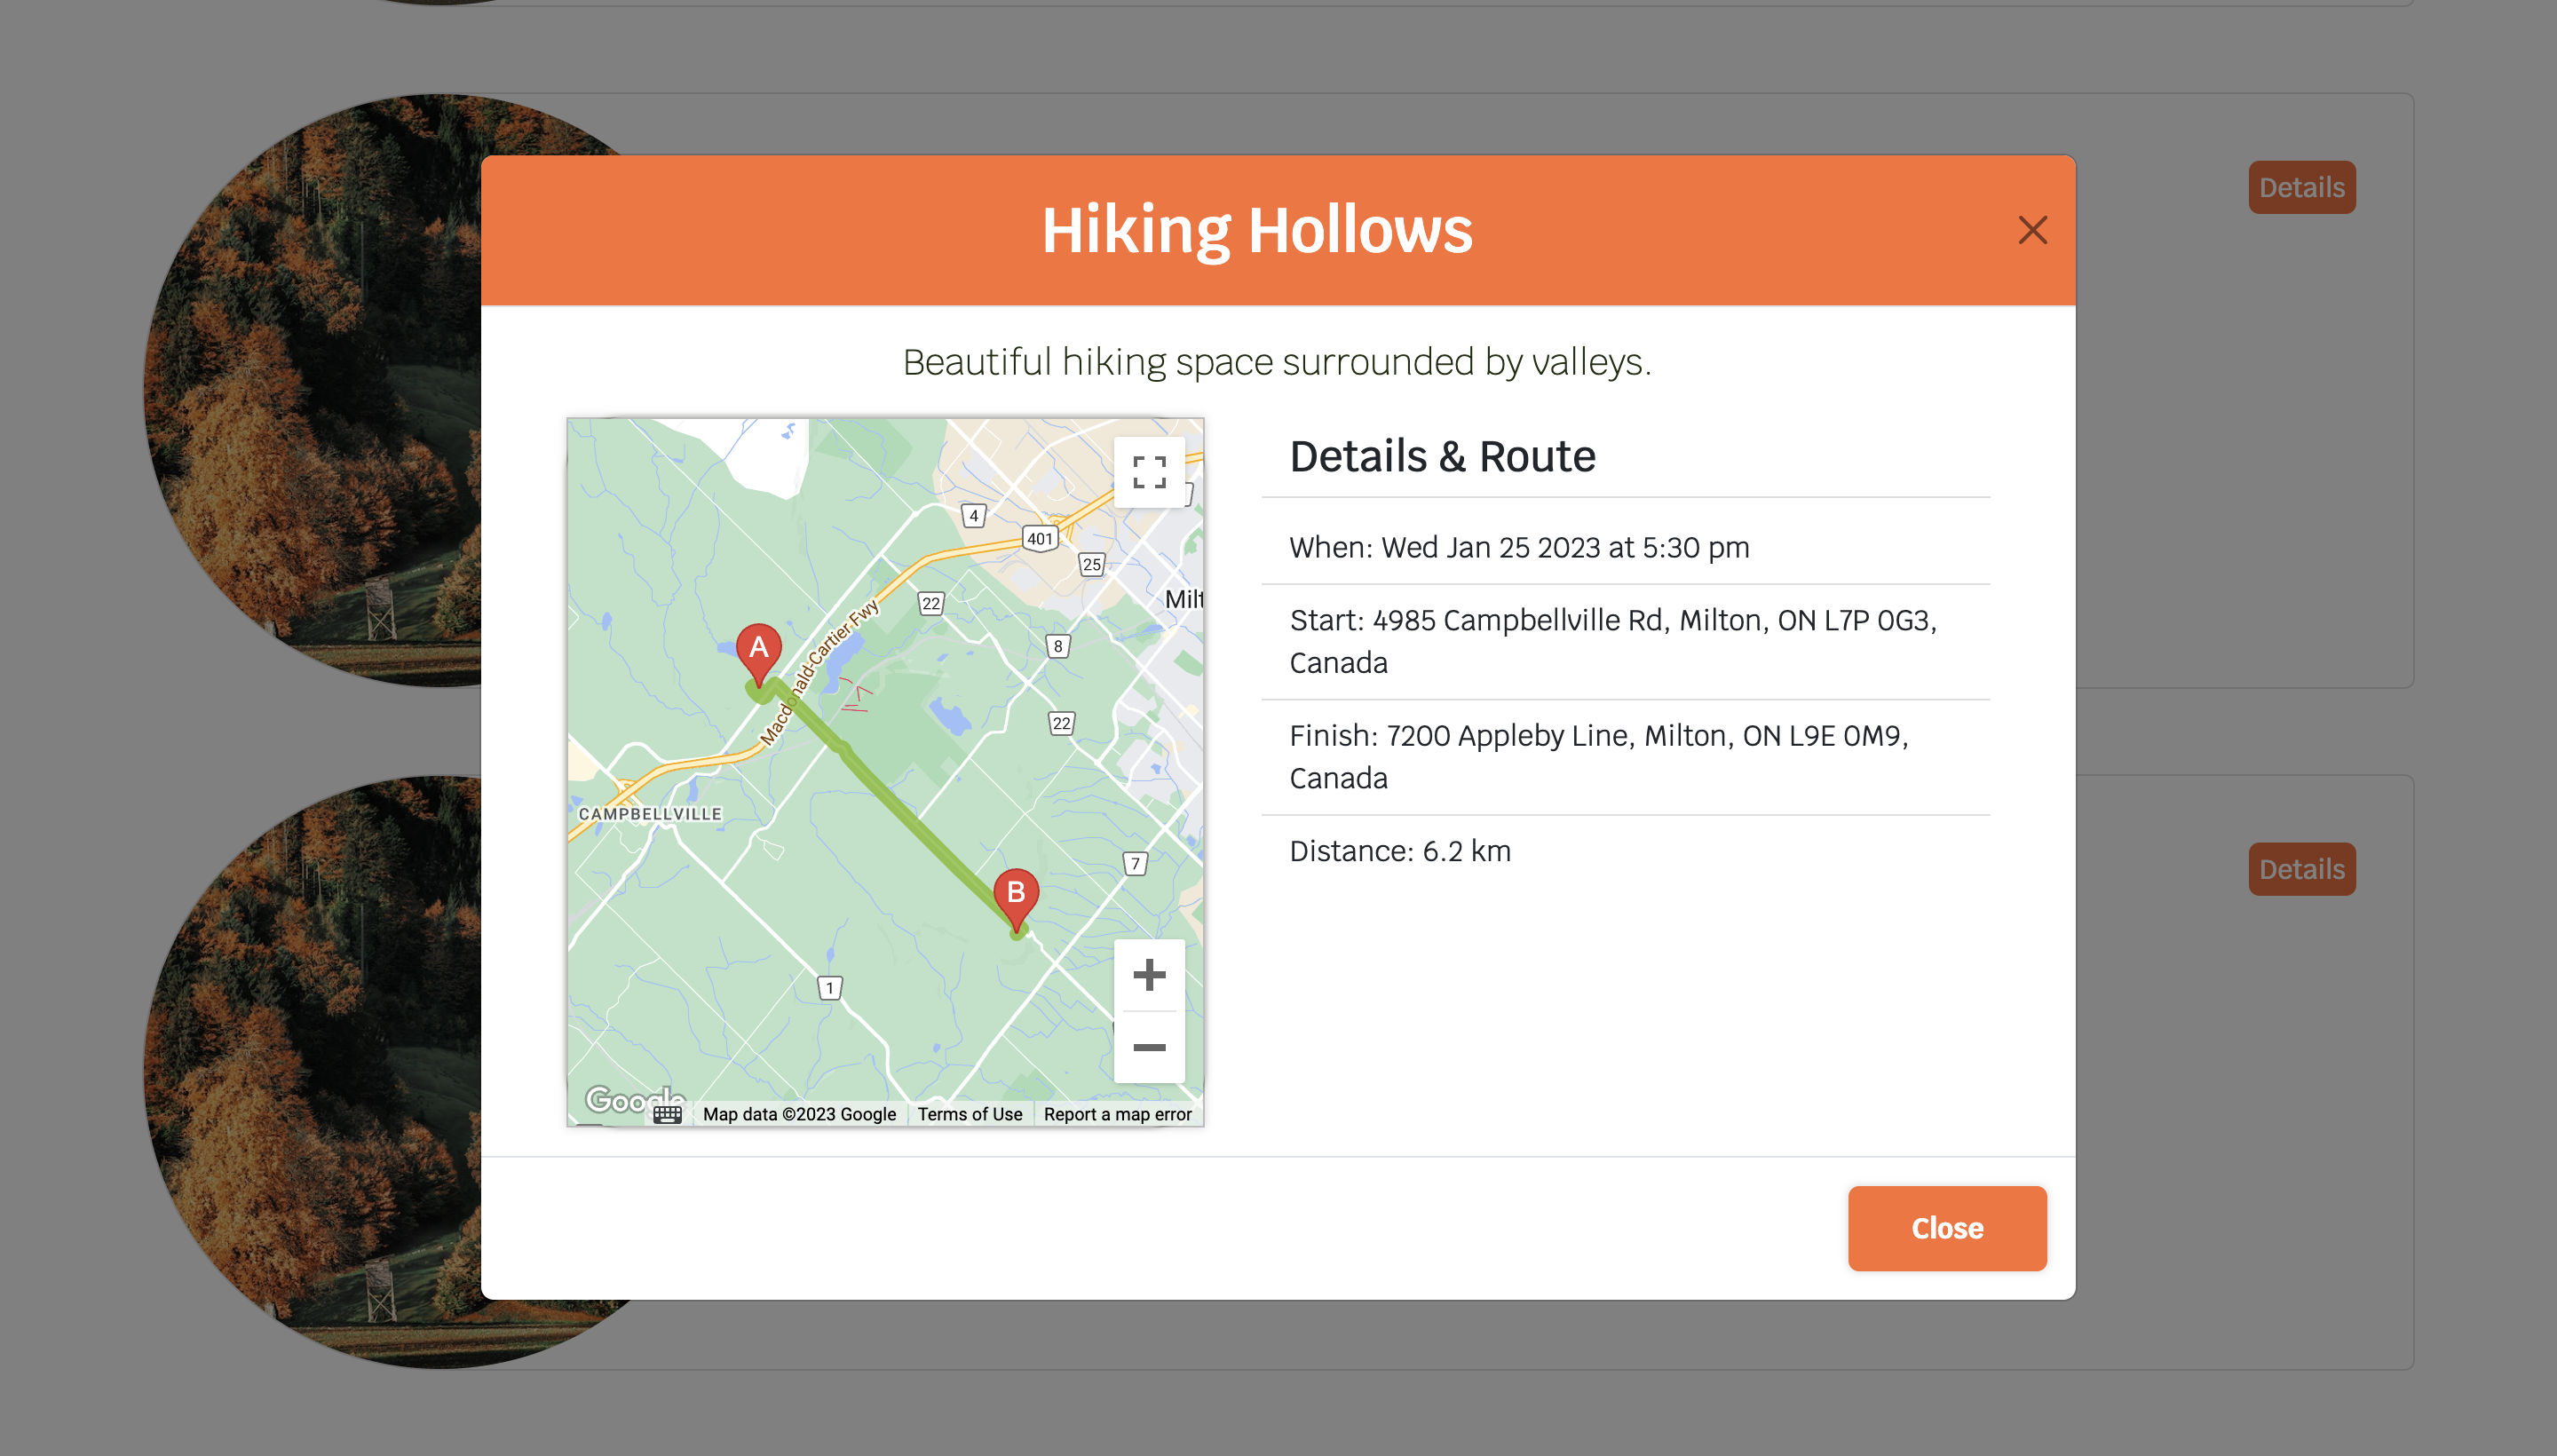 Details
Hiking Hollows
Beautiful hiking space surrounded by valleys.
4
401
25
22
Milt
8
A
Macdonald-Cartier Fwy
22
CAMPBELLVILLE
7
B
1
Google
Map data ©2023 Google
Terms of Use
Report a map error
Details & Route
When: Wed Jan 25 2023 at 5:30 pm
Start: 4985 Campbellville Rd, Milton, ON L7P 0G3,
Canada
Finish: 7200 Appleby Line, Milton, ON L9E 0M9,
Canada
Distance: 6.2 km
Details
Close